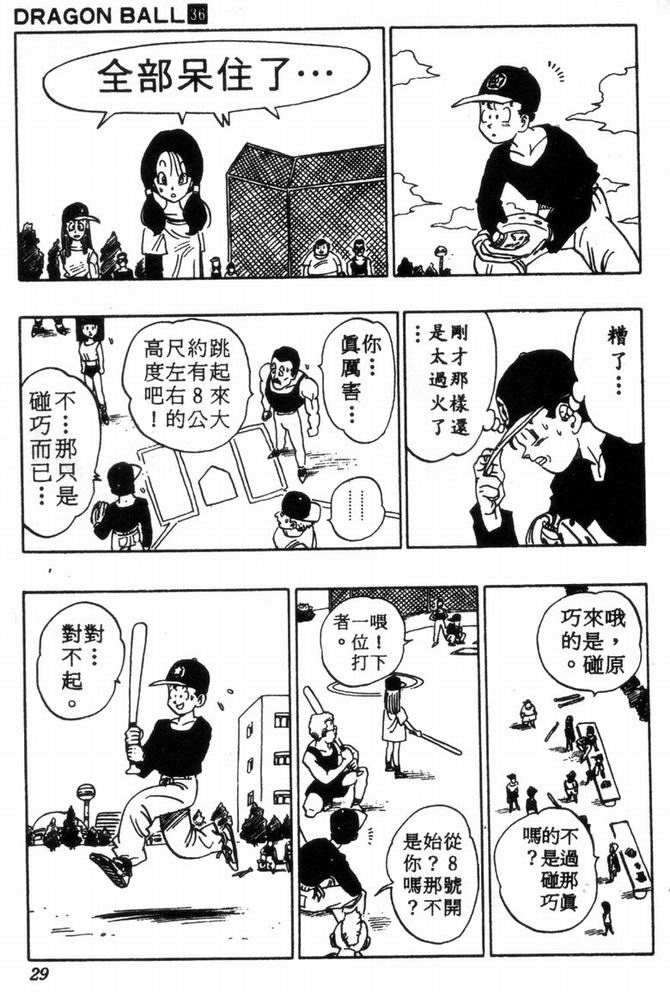 DRAGON BALL 36
全部呆住了…
糟了…
剛才那樣還
是太過火了
…
你…
眞厲害…
跳起來大
約有8公
尺左右的
高度吧！
……
不…那只是
碰巧而已…
哦，原
來是碰
巧的。
不過那眞
的是碰巧
嗎？
喂！下
一位打
者。
從8號開
始？那不
是你嗎？
對…
對不起。
29